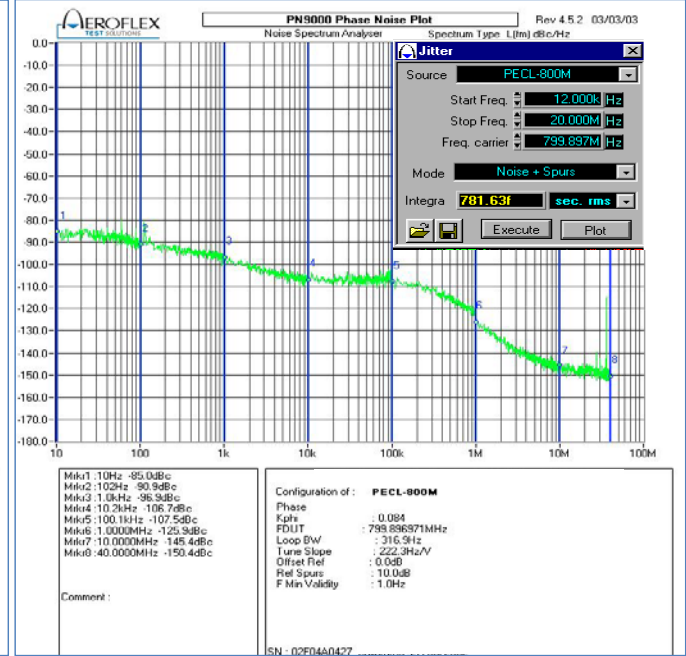 AEROFLEX
TEST SOLUTIONS
PN9000 Phase Noise Plot
Rev 4.5.2 03/03/03
Noise Spectrum Analyser
Spectrum Type L(fm) dBc/Hz
Jitter
Source PECL-800M
Start Freq. 12.000k Hz
Stop Freq. 20.000M Hz
Freq. carrier 799.897M Hz
Mode Noise + Spurs
Integra 781.63f sec. rms
Execute Plot
0.0
-10.0
-20.0
-30.0
-40.0
-50.0
-60.0
-70.0
-80.0
-90.0
-100.0
-110.0
-120.0
-130.0
-140.0
-150.0
-160.0
-170.0
-180.0
1
2
3
4
5
6
7
8
10 100 1k 10k 100k 1M 10M 100M
Mrkr1 :10Hz -85.0dBc
Mrkr2 :102Hz -90.9dBc
Mrkr3 :1.0kHz -96.9dBc
Mrkr4 :10.2kHz -106.7dBc
Mrkr5 :100.1kHz -107.5dBc
Mrkr6 :1.0000MHz -125.9dBc
Mrkr7 :10.0000MHz -145.4dBc
Mrkr8 :40.0000MHz -150.4dBc
Comment :
Configuration of : PECL-800M
Phase
Kphi : 0.084
FDUT : 799.896971MHz
Loop BW : 316.9Hz
Tune Slope : 222.3Hz/V
Offset Ref : 0.0dB
Ref Spurs : 10.0dB
F Min Validity : 1.0Hz
SN : 02F04A0427